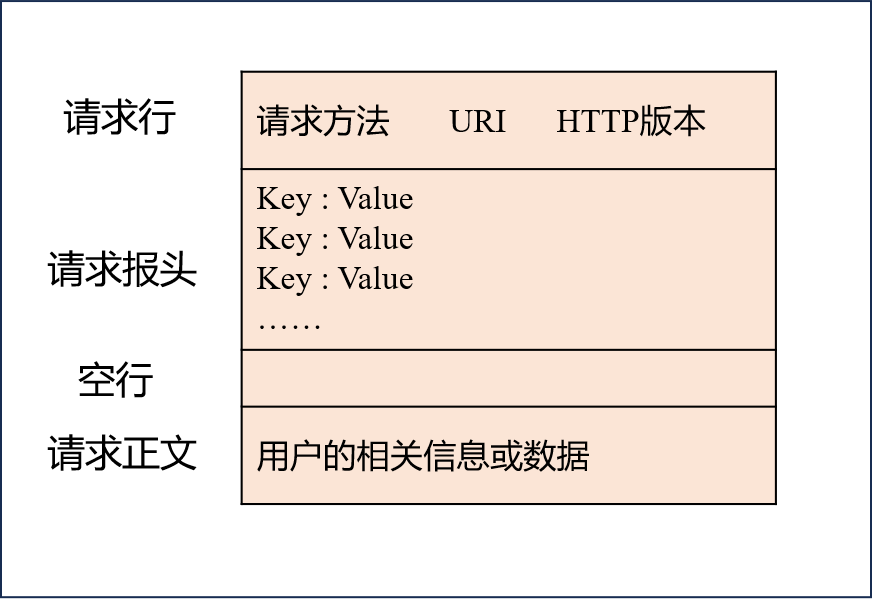 请求行
请求方法 URI HTTP版本
请求报头
Key : Value
Key : Value
Key : Value
……
空行
请求正文
用户的相关信息或数据